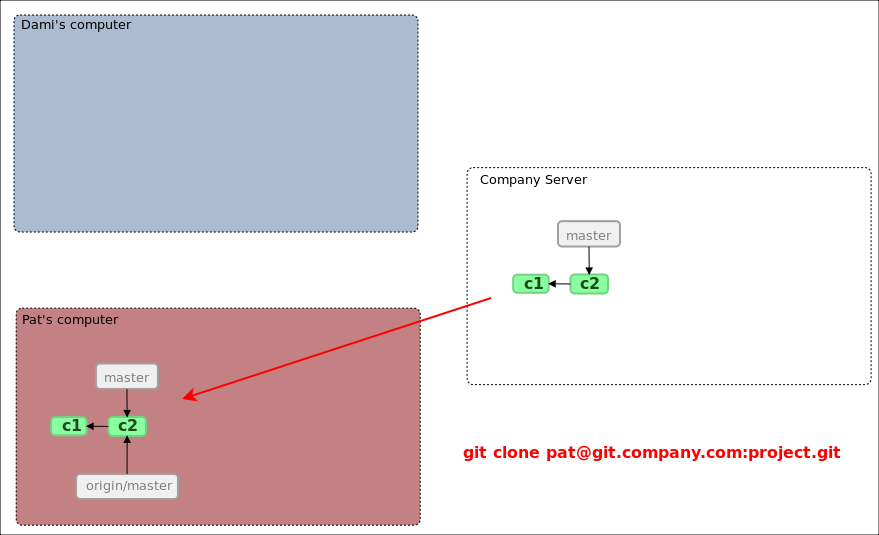 Dami's computer
Company Server
master
c1 c2
Pat's computer
master
c1 c2
origin/master
git clone pat@git.company.com:project.git